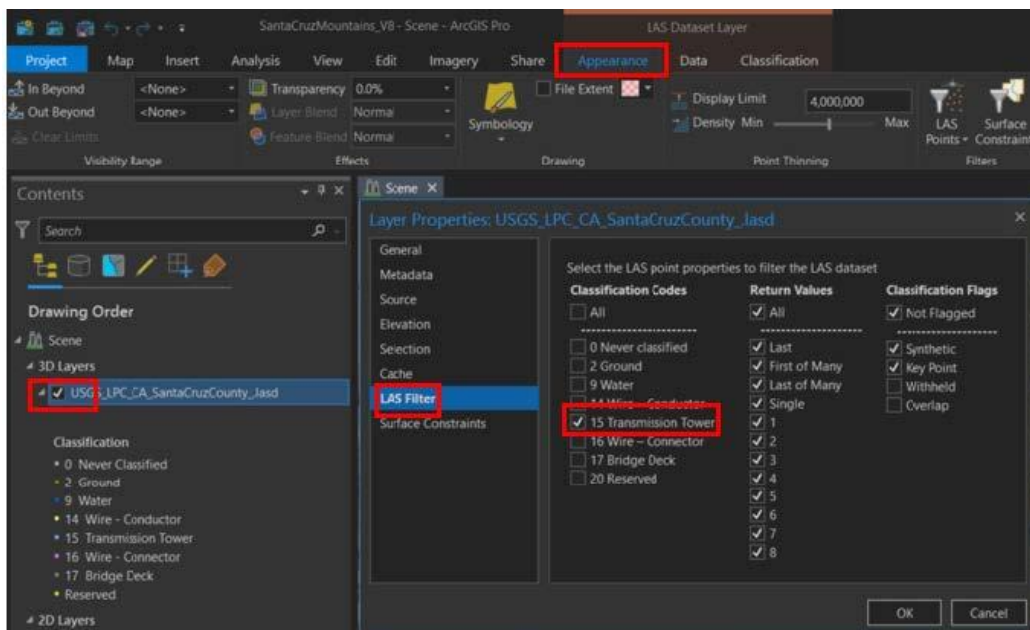 SantaCruzMountains_V8 - Scene - ArcGIS Pro
LAS Dataset Layer
Project Map Insert Analysis View Edit Imagery Share Appearance Data Classification
In Beyond <None>
Out Beyond <None>
Clear Limits
Visibility Range
Transparency 0.0%
Layer Blend Normal
Feature Blend Normal
Effects
Symbology
File Extent
Drawing
Display Limit 4,000,000
Density Min Max
Point Thinning
LAS Points
Surface Constraint
Filters
Contents
Search
Drawing Order
Scene
3D Layers
USGS_LPC_CA_SantaCruzCounty_.lasd
Classification
0 Never Classified
2 Ground
9 Water
14 Wire - Conductor
15 Transmission Tower
16 Wire - Connector
17 Bridge Deck
Reserved
2D Layers
Scene
Layer Properties: USGS_LPC_CA_SantaCruzCounty_.lasd
General
Metadata
Source
Elevation
Selection
Cache
LAS Filter
Surface Constraints
Select the LAS point properties to filter the LAS dataset
Classification Codes
All
0 Never classified
2 Ground
9 Water
14 Wire – Conductor
15 Transmission Tower
16 Wire – Connector
17 Bridge Deck
20 Reserved
Return Values
All
Last
First of Many
Last of Many
Single
1
2
3
4
5
6
7
8
Classification Flags
Not Flagged
Synthetic
Key Point
Withheld
Overlap
OK
Cancel